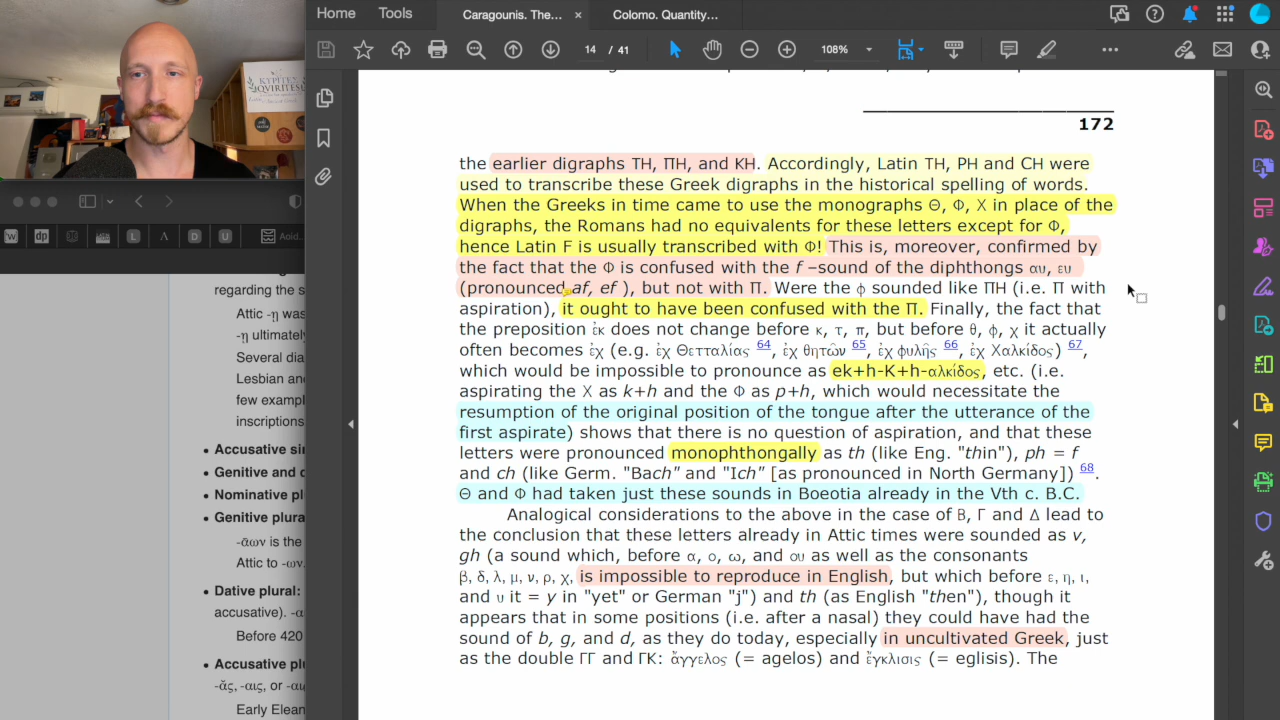 Home
Tools
Caragounis. The...
×
Colomo. Quantity...
14 / 41
108%
172
the earlier digraphs TH, ΠH, and KH. Accordingly, Latin TH, PH and CH were
used to transcribe these Greek digraphs in the historical spelling of words.
When the Greeks in time came to use the monographs Θ, Φ, Χ in place of the
digraphs, the Romans had no equivalents for these letters except for Φ,
hence Latin F is usually transcribed with Φ! This is, moreover, confirmed by
the fact that the Φ is confused with the f –sound of the diphthongs αυ, ευ
(pronounced af, ef ), but not with Π. Were the φ sounded like ΠH (i.e. Π with
aspiration), it ought to have been confused with the Π. Finally, the fact that
the preposition ἐκ does not change before κ, τ, π, but before θ, φ, χ it actually
often becomes ἐχ (e.g. ἐχ Θετταλίας 64, ἐχ θητῶν 65, ἐχ φυλῆς 66, ἐχ Χαλκίδος) 67,
which would be impossible to pronounce as ek+h-K+h-αλκίδος, etc. (i.e.
aspirating the Χ as k+h and the Φ as p+h, which would necessitate the
resumption of the original position of the tongue after the utterance of the
first aspirate) shows that there is no question of aspiration, and that these
letters were pronounced monophthongally as th (like Eng. "thin"), ph = f
and ch (like Germ. "Bach" and "Ich" [as pronounced in North Germany]) 68.
Θ and Φ had taken just these sounds in Boeotia already in the Vth c. B.C.
Analogical considerations to the above in the case of Β, Γ and Δ lead to
the conclusion that these letters already in Attic times were sounded as v,
gh (a sound which, before α, ο, ω, and ου as well as the consonants
β, δ, λ, μ, ν, ρ, χ, is impossible to reproduce in English, but which before ε, η, ι,
and υ it = y in "yet" or German "j") and th (as English "then"), though it
appears that in some positions (i.e. after a nasal) they could have had the
sound of b, g, and d, as they do today, especially in uncultivated Greek, just
as the double ΓΓ and ΓΚ: ἄγγελος (= agelos) and ἔγκλισις (= eglisis). The
ΚΥΡΙΤΕΣ
QVIRITES
W
dp
L
Λ
D
U
Aoid..
regarding the s
Attic -η was
-η ultimately
Several dia
Lesbian and
few exampl
inscriptions
• Accusative sin
• Genitive and d
• Nominative pl
• Genitive plura
-ᾱων is the
Attic to -ων.
• Dative plural:
accusative). -α
Before 420
• Accusative plu
-ᾰς, -αις, or -αι
Early Elean